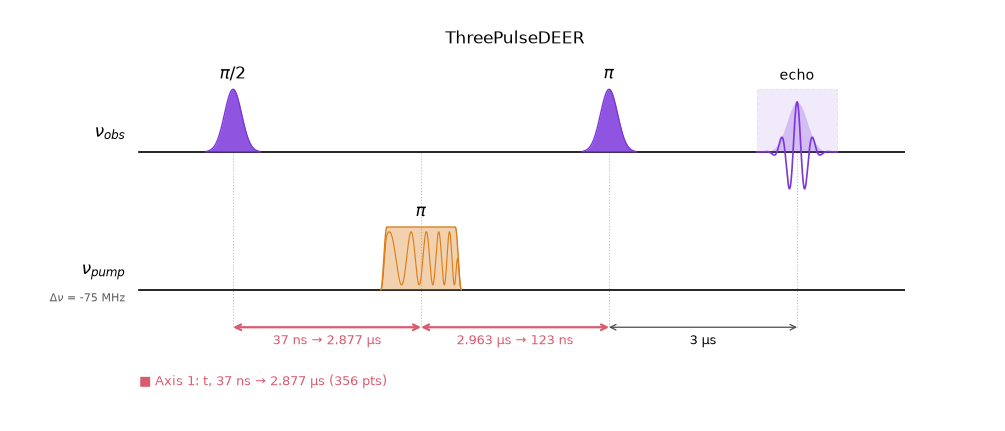 ThreePulseDEER
π/2
π
echo
ν_obs
π
ν_pump
Δν = -75 MHz
37 ns → 2.877 μs
2.963 μs → 123 ns
3 μs
■ Axis 1: t, 37 ns → 2.877 μs (356 pts)